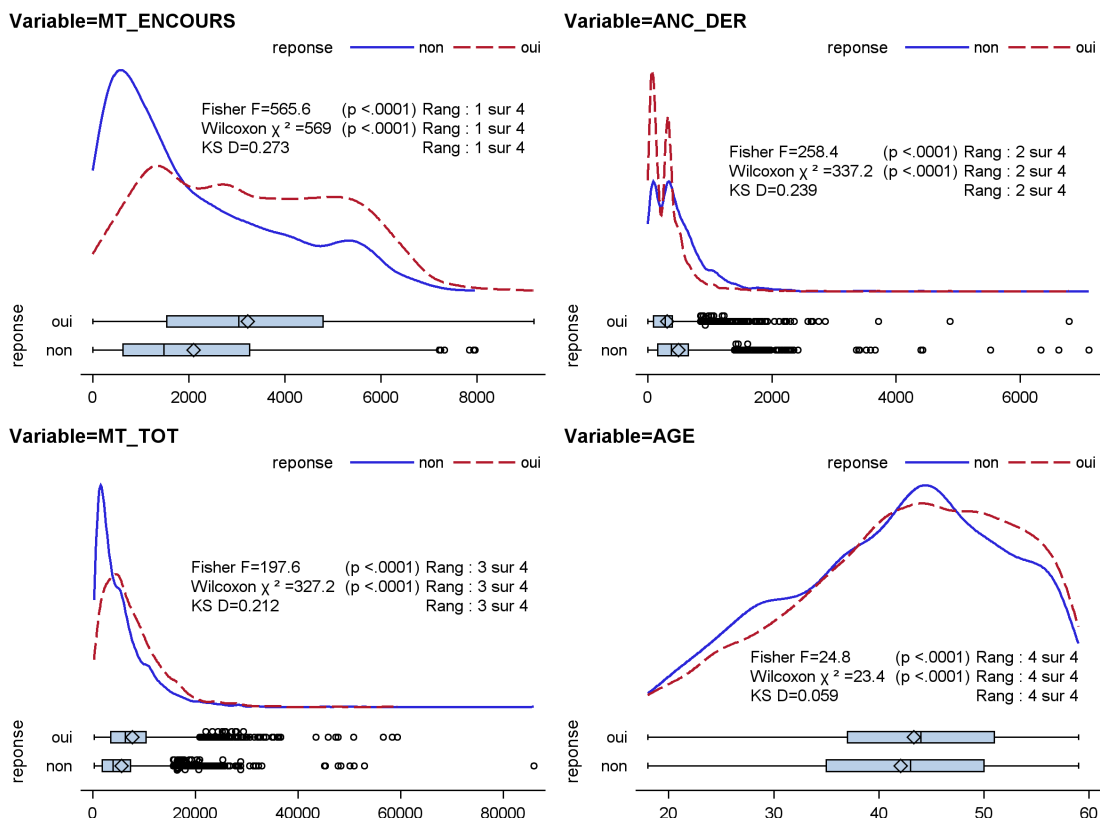 Variable=MT_ENCOURS
reponse non oui
Fisher F=565.6 (p <.0001) Rang : 1 sur 4
Wilcoxon χ ² =569 (p <.0001) Rang : 1 sur 4
KS D=0.273 Rang : 1 sur 4
reponse
oui
non
0 2000 4000 6000 8000
Variable=ANC_DER
reponse non oui
Fisher F=258.4 (p <.0001) Rang : 2 sur 4
Wilcoxon χ ² =337.2 (p <.0001) Rang : 2 sur 4
KS D=0.239 Rang : 2 sur 4
reponse
oui
non
0 2000 4000 6000
Variable=MT_TOT
reponse non oui
Fisher F=197.6 (p <.0001) Rang : 3 sur 4
Wilcoxon χ ² =327.2 (p <.0001) Rang : 3 sur 4
KS D=0.212 Rang : 3 sur 4
reponse
oui
non
0 20000 40000 60000 80000
Variable=AGE
reponse non oui
Fisher F=24.8 (p <.0001) Rang : 4 sur 4
Wilcoxon χ ² =23.4 (p <.0001) Rang : 4 sur 4
KS D=0.059 Rang : 4 sur 4
reponse
oui
non
20 30 40 50 60